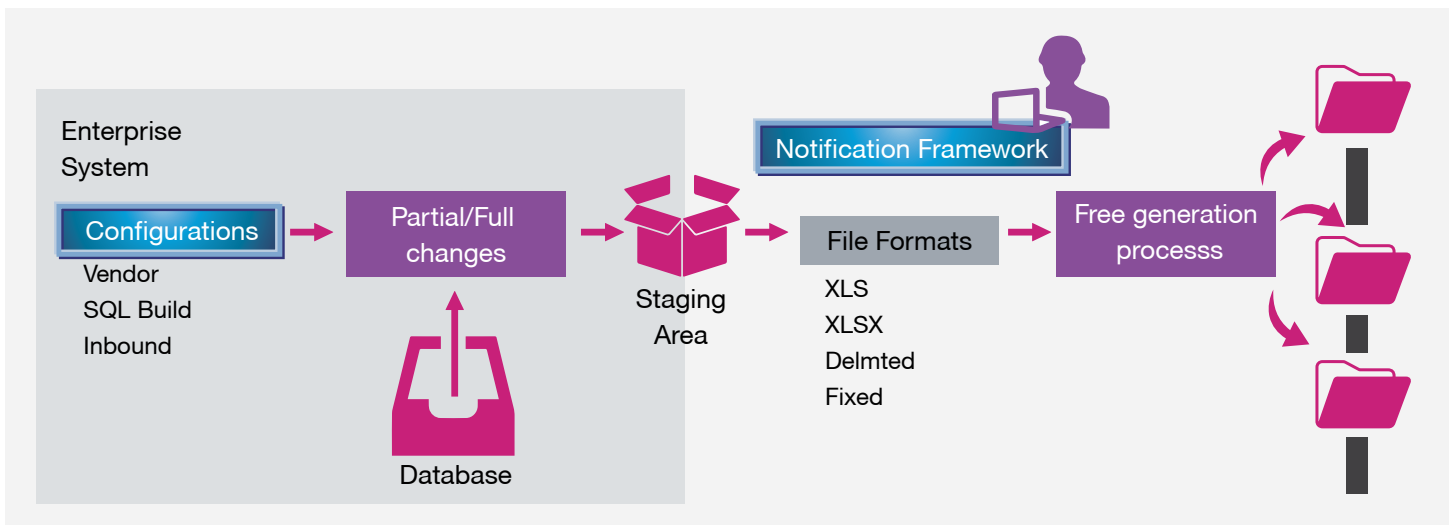 Enterprise
System
Configurations
Vendor
SQL Build
Inbound
Partial/Full
changes
Database
Staging
Area
Notification Framework
File Formats
XLS
XLSX
Delmted
Fixed
Free generation
processs